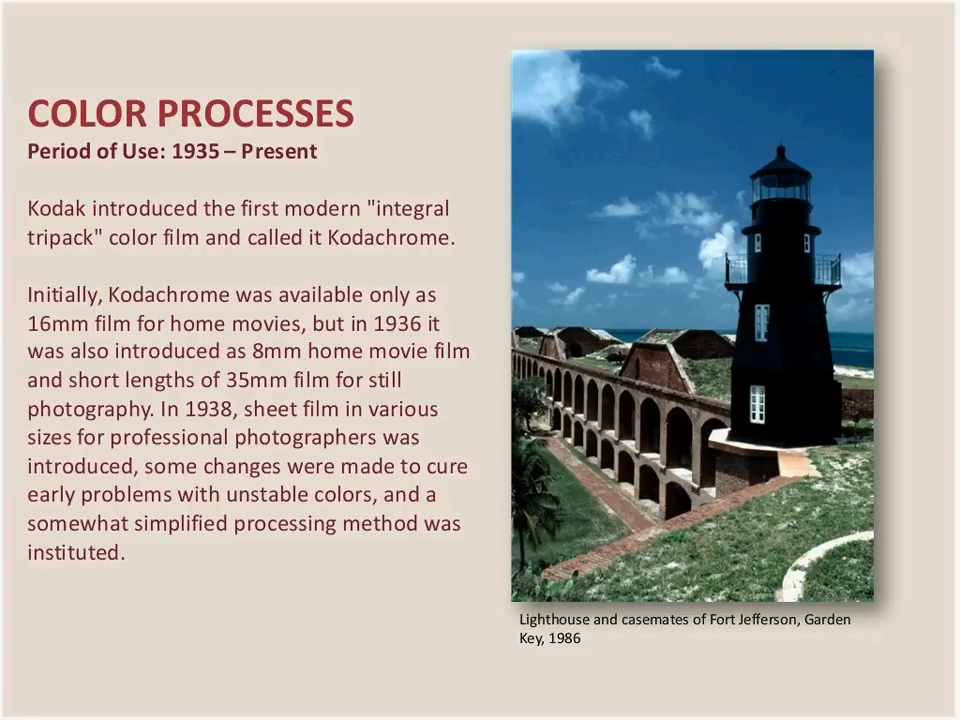 COLOR PROCESSES
Period of Use: 1935 – Present
Kodak introduced the first modern "integral
tripack" color film and called it Kodachrome.
Initially, Kodachrome was available only as
16mm film for home movies, but in 1936 it
was also introduced as 8mm home movie film
and short lengths of 35mm film for still
photography. In 1938, sheet film in various
sizes for professional photographers was
introduced, some changes were made to cure
early problems with unstable colors, and a
somewhat simplified processing method was
instituted.
Lighthouse and casemates of Fort Jefferson, Garden
Key, 1986